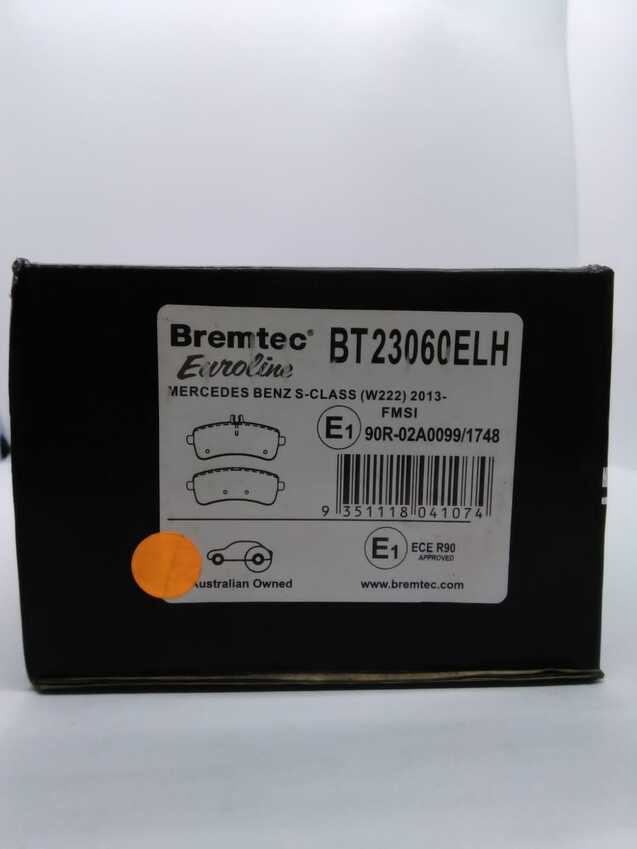 Bremtec®
Euroline
BT23060ELH
MERCEDES BENZ S-CLASS (W222) 2013-
FMSI
E1
90R-02A0099/1748
9 351118 041074
Australian Owned
E1
ECE R90
APPROVED
www.bremtec.com